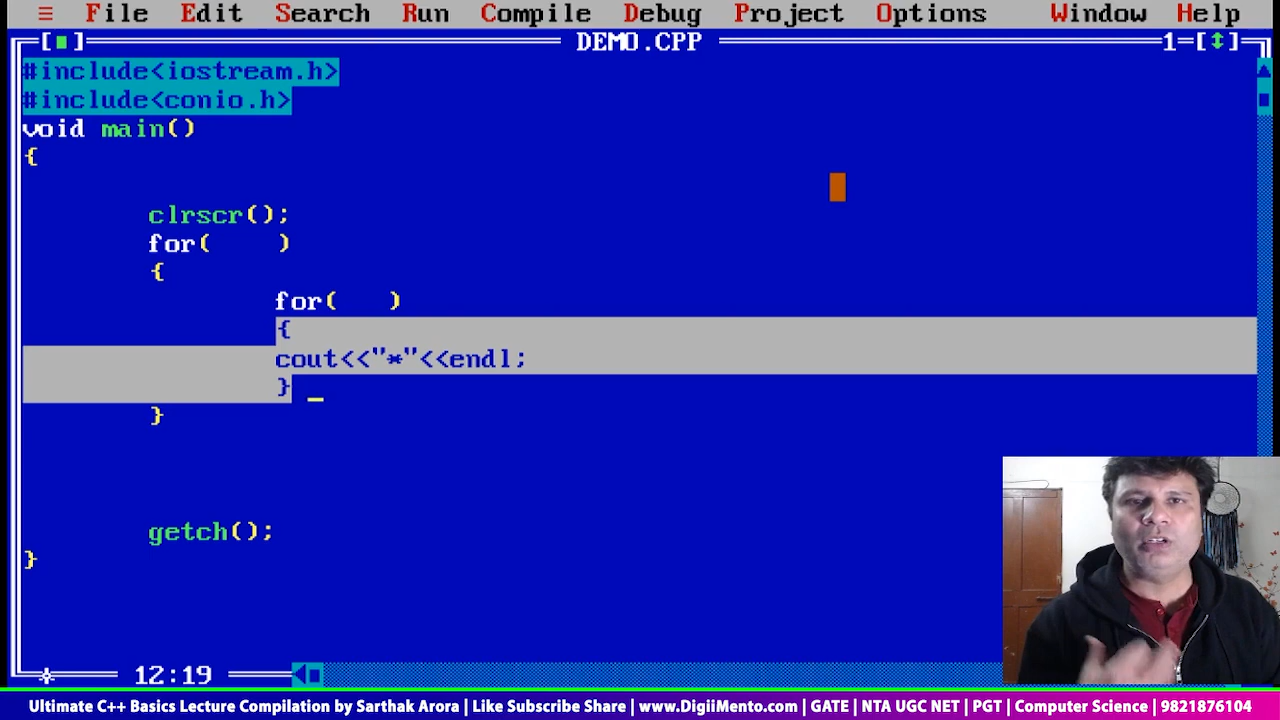 ≡ File Edit Search Run Compile Debug Project Options Window Help
[■] DEMO.CPP 1=[↕]
#include<iostream.h>
#include<conio.h>
void main()
{
clrscr();
for( )
{
for( )
{
cout<<"*"<<endl;
} _
}
getch();
}
12:19
Ultimate C++ Basics Lecture Compilation by Sarthak Arora | Like Subscribe Share | www.DigiiMento.com | GATE | NTA UGC NET | PGT | Computer Science | 9821876104